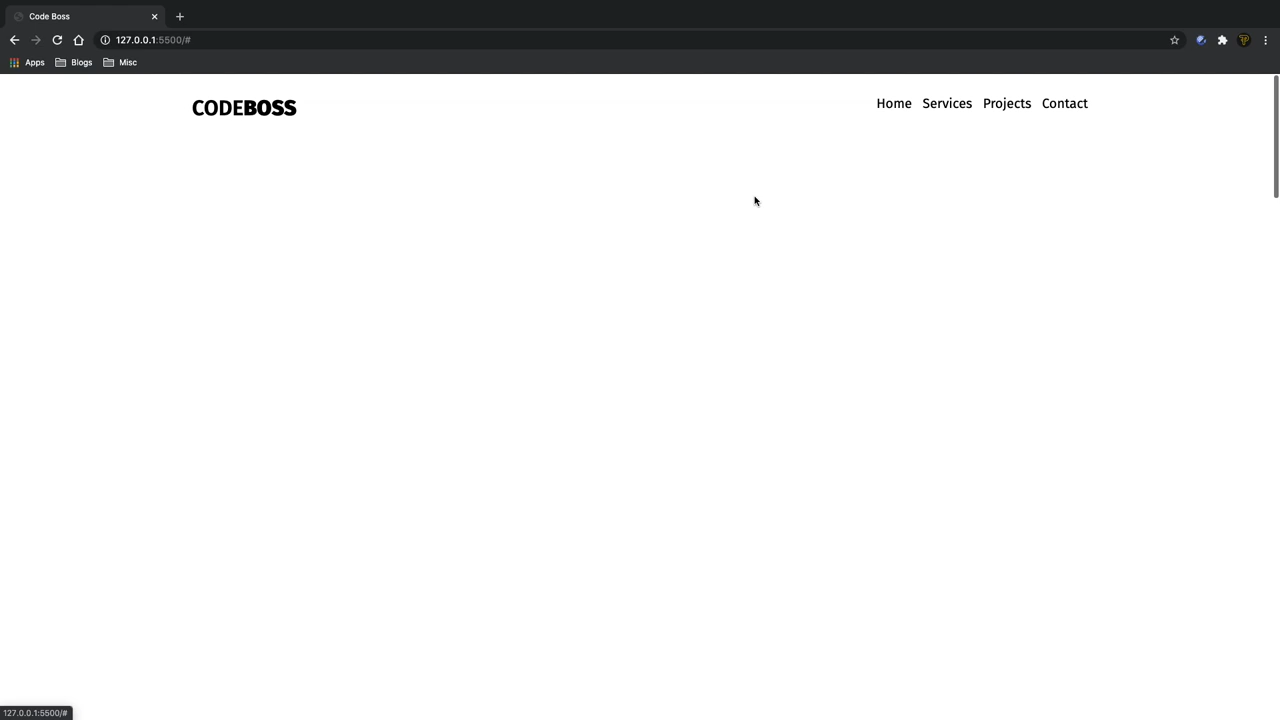 Code Boss
127.0.0.1:5500/#
Apps Blogs Misc
CODEBOSS
Home Services Projects Contact
127.0.0.1:5500/#